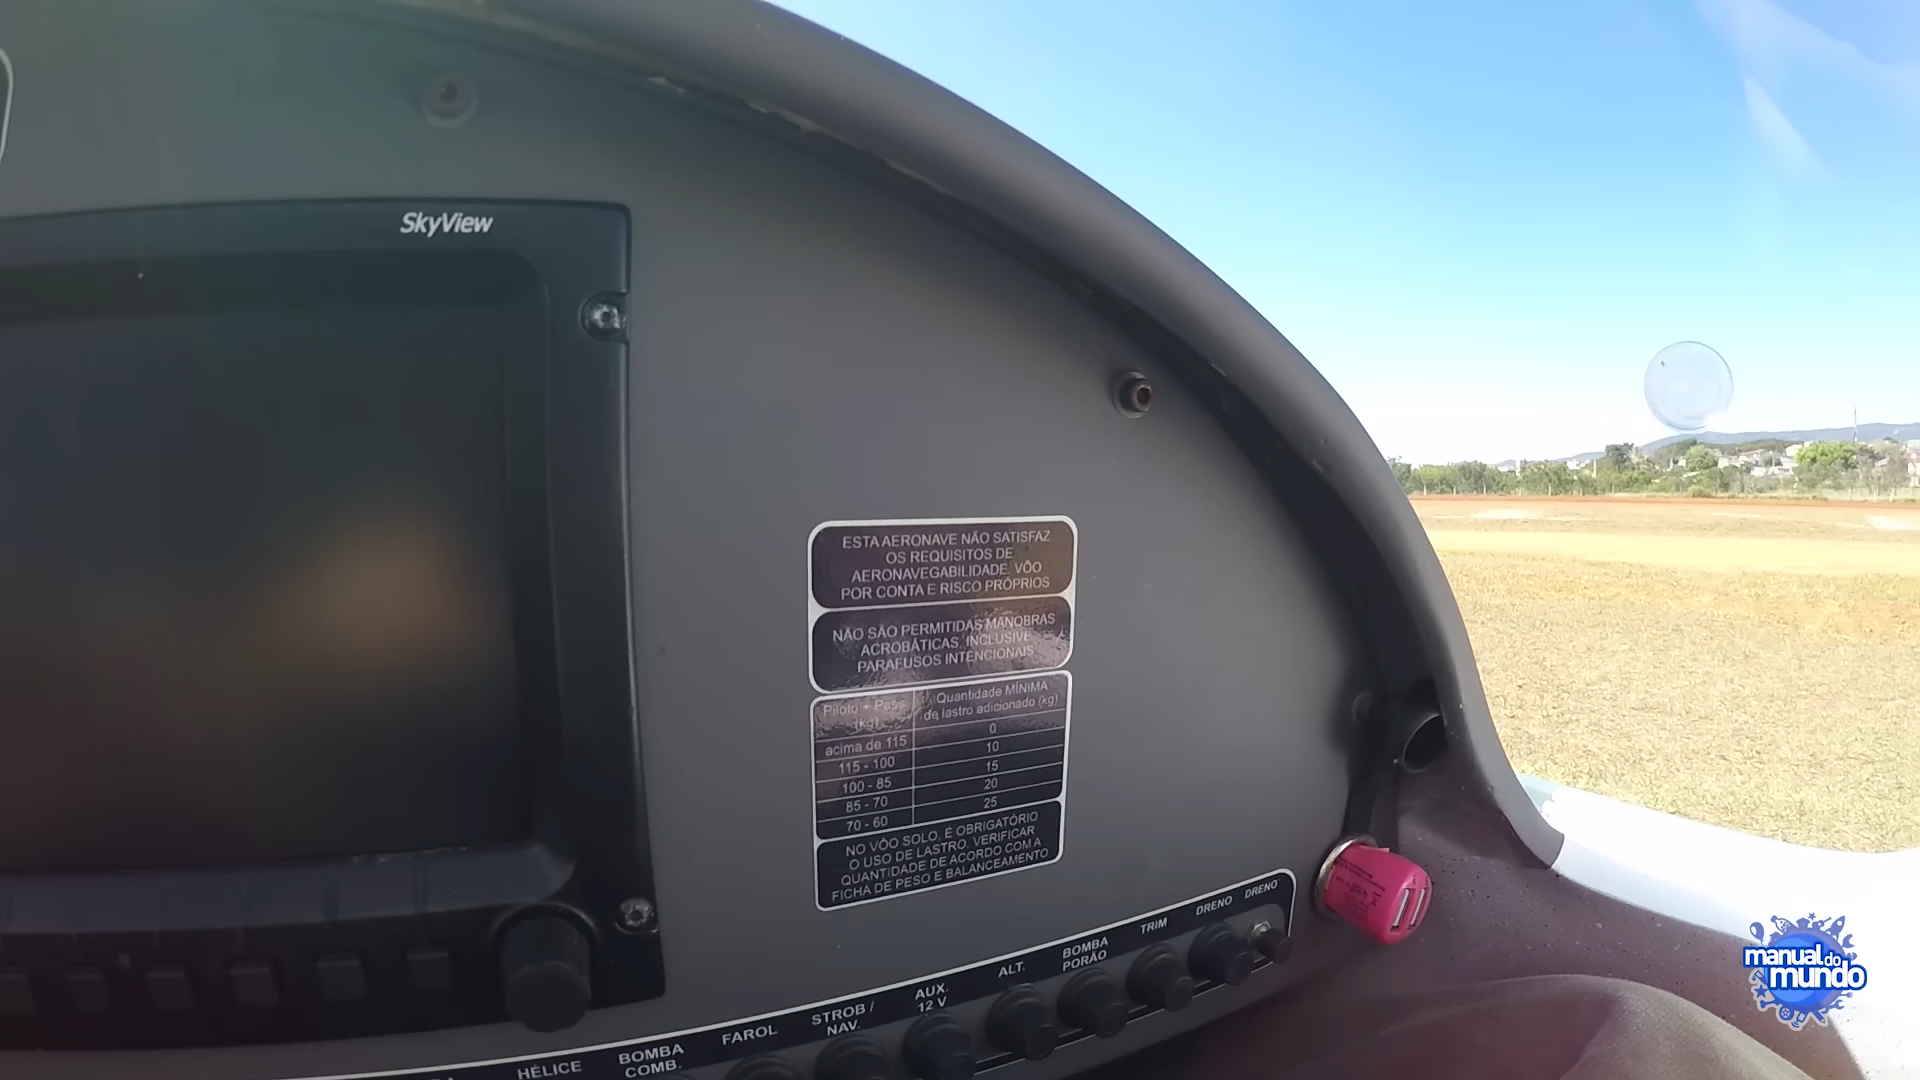 SkyView
ESTA AERONAVE NÃO SATISFAZ
OS REQUISITOS DE
AERONAVEGABILIDADE. VÔO
POR CONTA E RISCO PRÓPRIOS
NÃO SÃO PERMITIDAS MANOBRAS
ACROBÁTICAS, INCLUSIVE
PARAFUSOS INTENCIONAIS
Piloto + Pass (kg)
Quantidade MÍNIMA
de lastro adicionado (kg)
acima de 115 0
115 - 100 10
100 - 85 15
85 - 70 20
70 - 60 25
NO VÔO SOLO, É OBRIGATÓRIO
O USO DE LASTRO. VERIFICAR
QUANTIDADE DE ACORDO COM A
FICHA DE PESO E BALANCEAMENTO
HÉLICE
BOMBA
COMB.
FAROL
STROB /
NAV.
AUX.
12 V
ALT.
BOMBA
PORÃO
TRIM
DRENO
DRENO
manual do
mundo